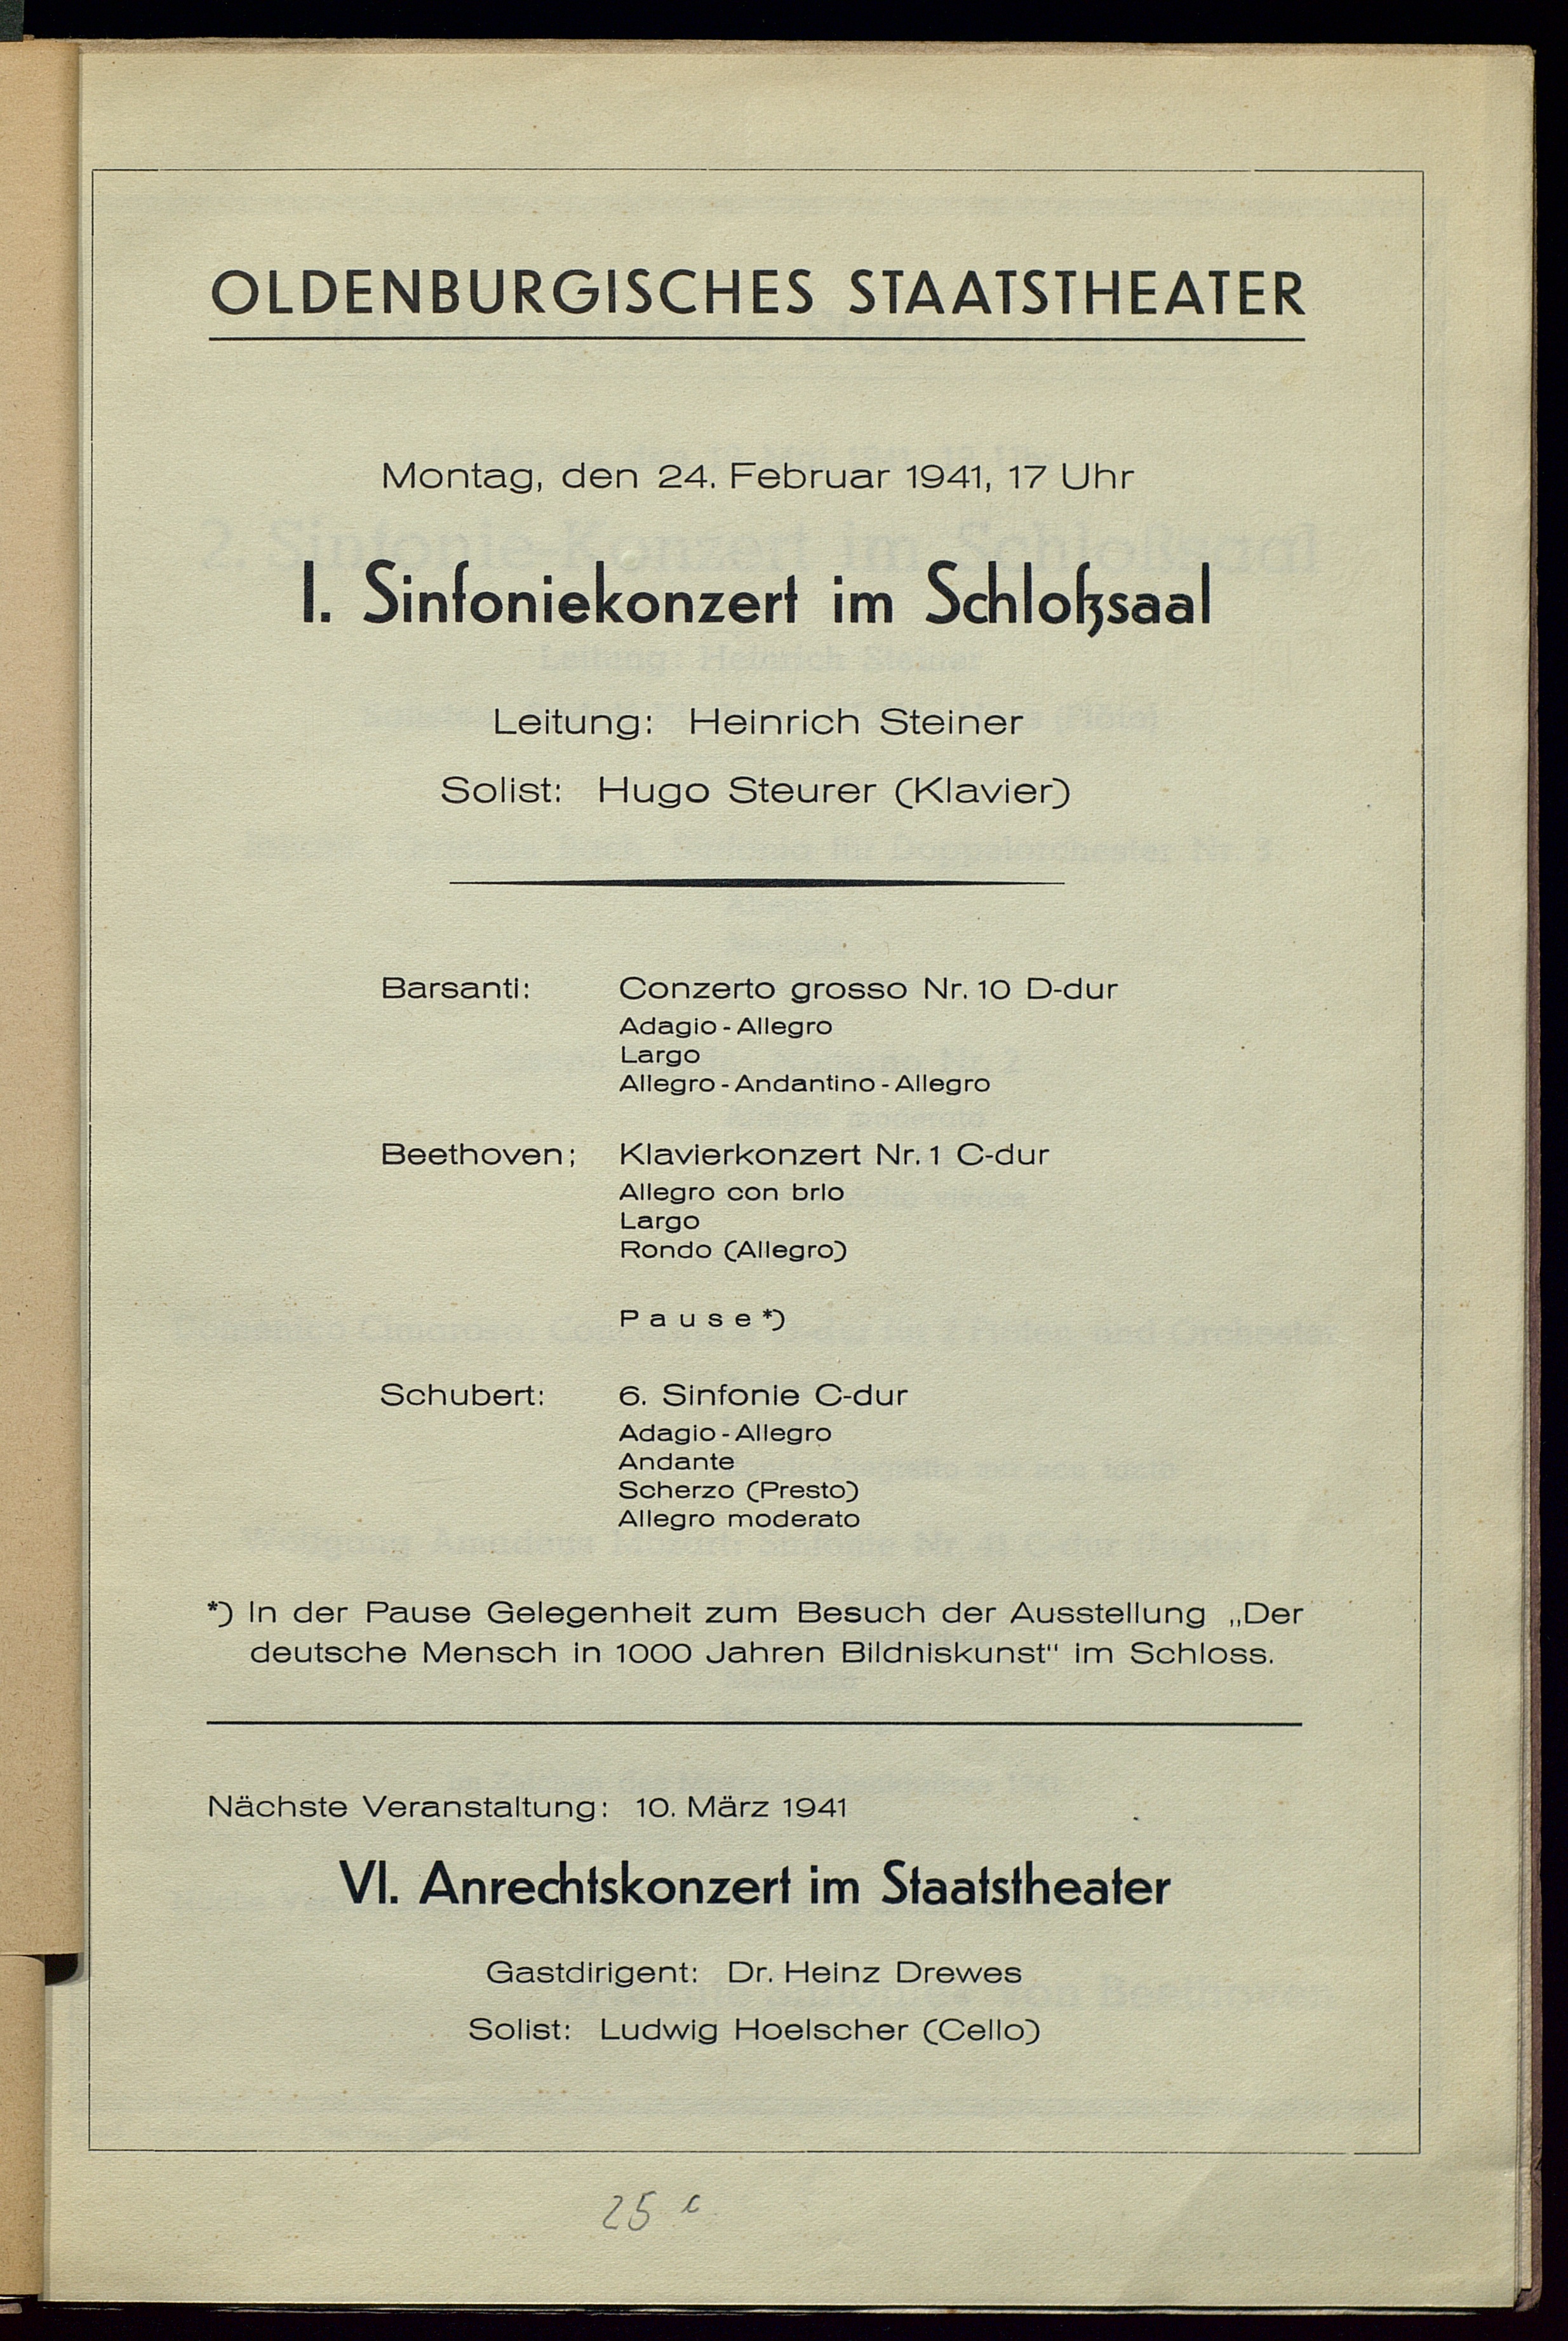 OLDENBURGISCHES STAATSTHEATER
Montag, den 24. Februar 1941, 17 Uhr
I. Sinfoniekonzert im Schloßsaal
Leitung: Heinrich Steiner
Solist: Hugo Steurer (Klavier)
Barsanti: Conzerto grosso Nr. 10 D-dur
Adagio - Allegro
Largo
Allegro - Andantino - Allegro
Beethoven; Klavierkonzert Nr. 1 C-dur
Allegro con brio
Largo
Rondo (Allegro)
Pause *)
Schubert: 6. Sinfonie C-dur
Adagio - Allegro
Andante
Scherzo (Presto)
Allegro moderato
*) In der Pause Gelegenheit zum Besuch der Ausstellung „Der
deutsche Mensch in 1000 Jahren Bildniskunst“ im Schloss.
Nächste Veranstaltung: 10. März 1941
VI. Anrechtskonzert im Staatstheater
Gastdirigent: Dr. Heinz Drewes
Solist: Ludwig Hoelscher (Cello)
25 c